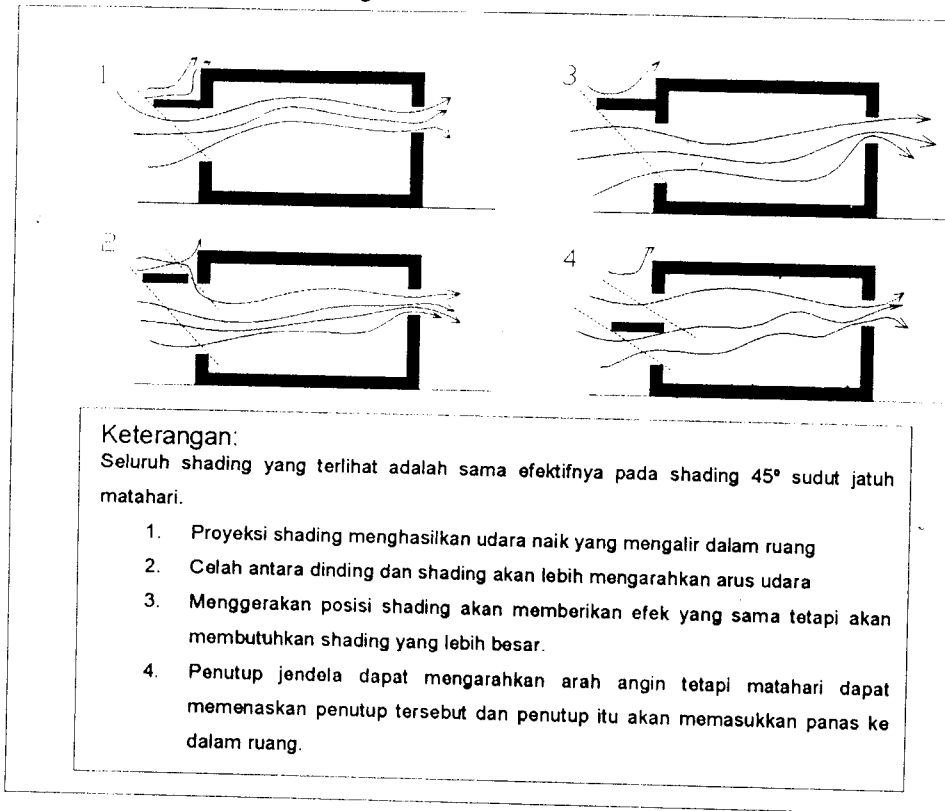 1
3
2
4
Keterangan:
Seluruh shading yang terlihat adalah sama efektifnya pada shading 45° sudut jatuh
matahari.
1. Proyeksi shading menghasilkan udara naik yang mengalir dalam ruang
2. Celah antara dinding dan shading akan lebih mengarahkan arus udara
3. Menggerakan posisi shading akan memberikan efek yang sama tetapi akan
membutuhkan shading yang lebih besar.
4. Penutup jendela dapat mengarahkan arah angin tetapi matahari dapat
memenaskan penutup tersebut dan penutup itu akan memasukkan panas ke
dalam ruang.